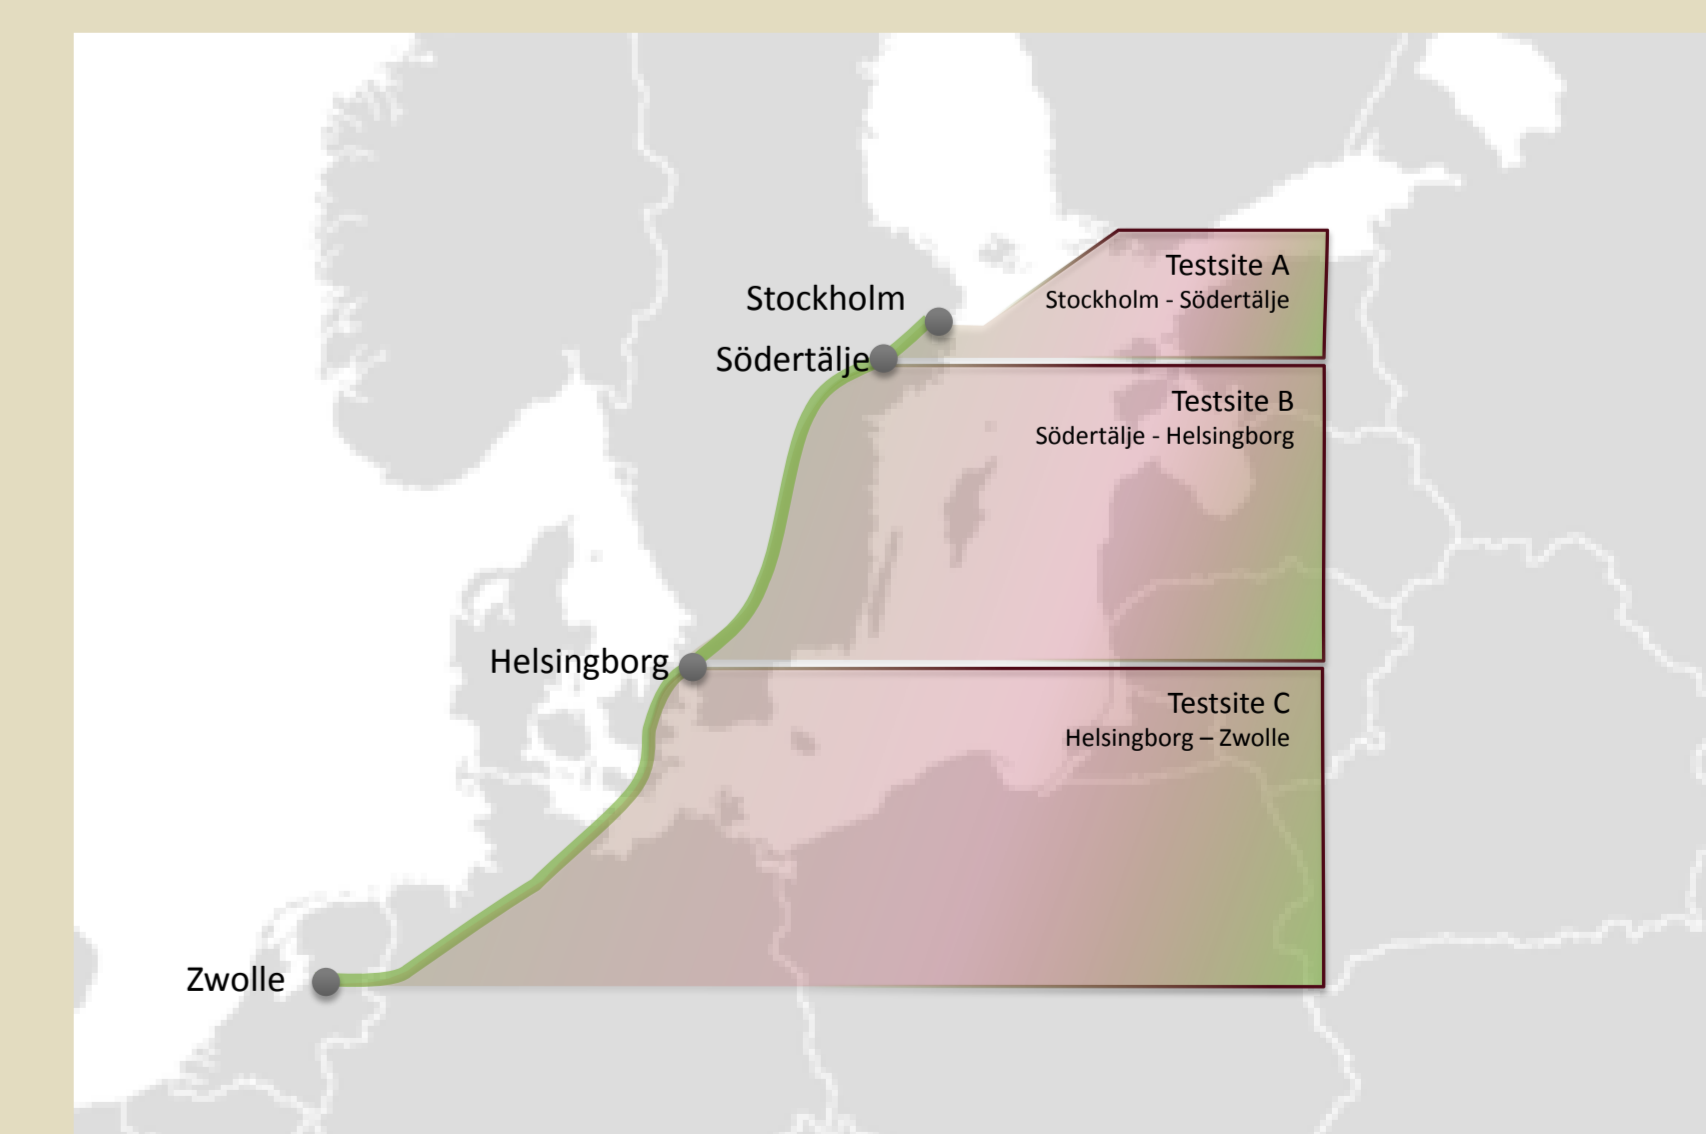 Testsite A
Stockholm - Södertälje
Stockholm
Södertälje
Testsite B
Södertälje - Helsingborg
Helsingborg
Testsite C
Helsingborg – Zwolle
Zwolle